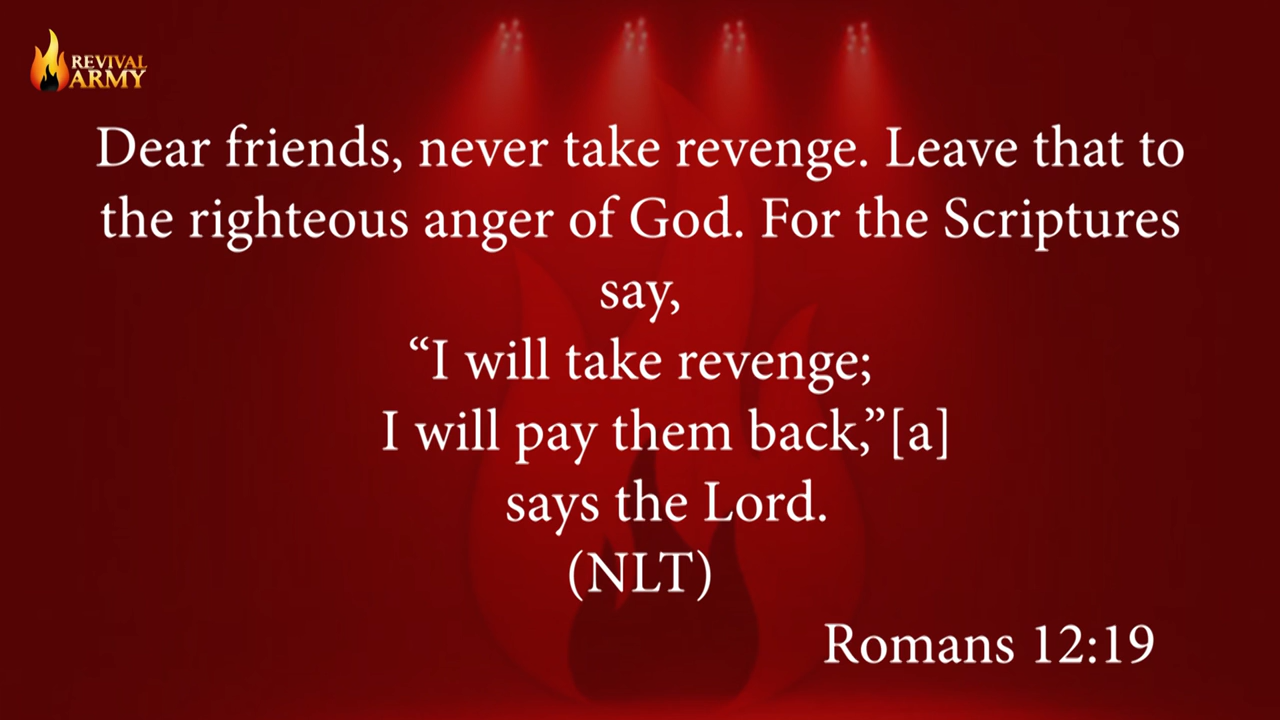 REVIVAL
ARMY
Dear friends, never take revenge. Leave that to
the righteous anger of God. For the Scriptures
say,
“I will take revenge;
I will pay them back,”[a]
says the Lord.
(NLT)
Romans 12:19